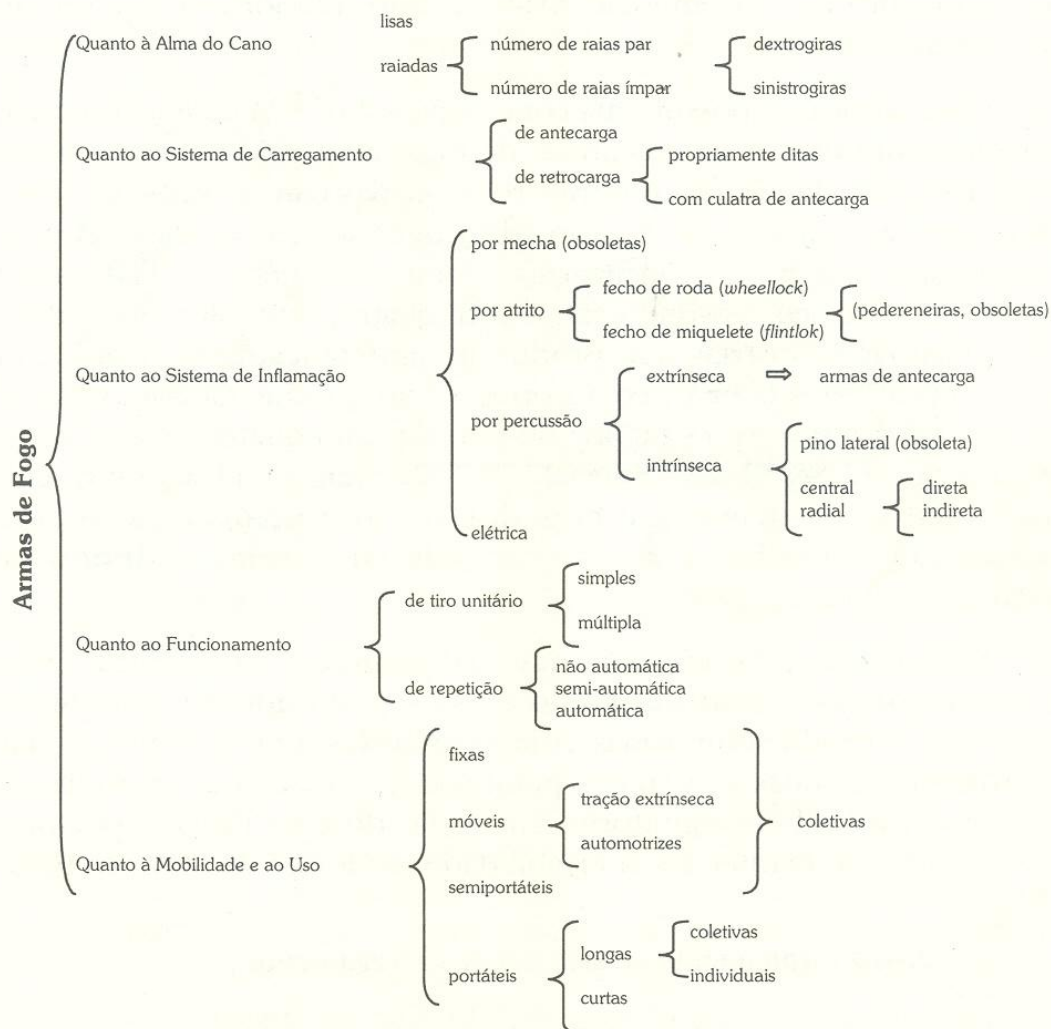 Armas de Fogo
Quanto à Alma do Cano
lisas
raiadas
número de raias par
número de raias ímpar
dextrogiras
sinistrogiras
Quanto ao Sistema de Carregamento
de antecarga
de retrocarga
propriamente ditas
com culatra de antecarga
Quanto ao Sistema de Inflamação
por mecha (obsoletas)
por atrito
fecho de roda (wheellock)
fecho de miquelete (flintlok)
(pedereneiras, obsoletas)
por percussão
extrínseca ⇒ armas de antecarga
intrínseca
pino lateral (obsoleta)
central
radial
direta
indireta
elétrica
Quanto ao Funcionamento
de tiro unitário
simples
múltipla
de repetição
não automática
semi-automática
automática
Quanto à Mobilidade e ao Uso
fixas
móveis
tração extrínseca
automotrizes
semiportáteis
coletivas
portáteis
longas
coletivas
individuais
curtas